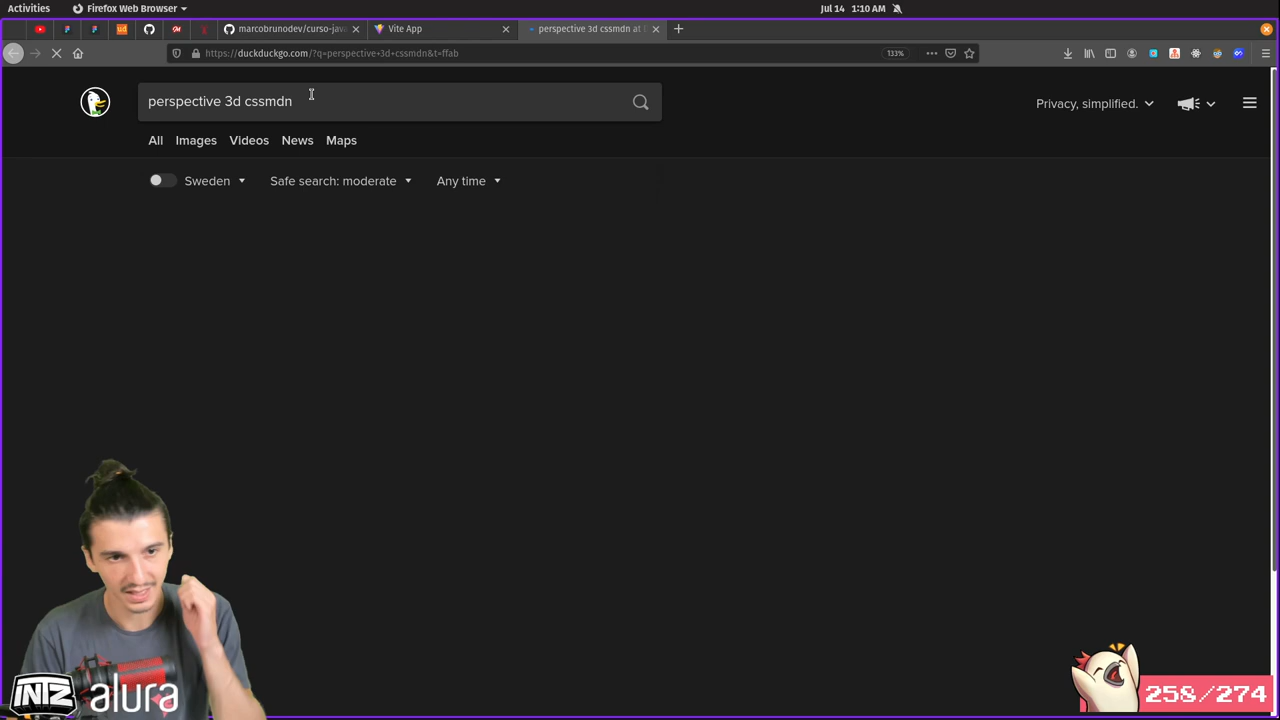 Activities
Firefox Web Browser
Jul 14 1:10 AM
marcobrunodev/curso-jav
Vite App
perspective 3d cssmdn at
https://duckduckgo.com/?q=perspective+3d+cssmdn&t=ffab
133%
perspective 3d cssmdn
Privacy, simplified.
All Images Videos News Maps
Sweden
Safe search: moderate
Any time
INTZ alura
258/274